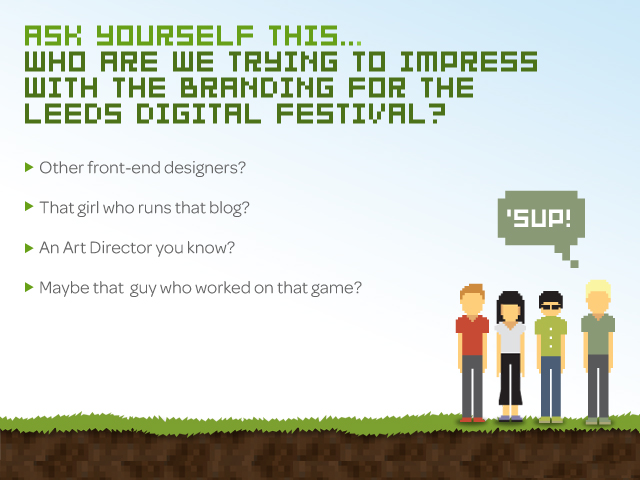 ASK YOURSELF THIS...
WHO ARE WE TRYING TO IMPRESS
WITH THE BRANDING FOR THE
LEEDS DIGITAL FESTIVAL?
Other front-end designers?
That girl who runs that blog?
An Art Director you know?
Maybe that guy who worked on that game?
'SUP!